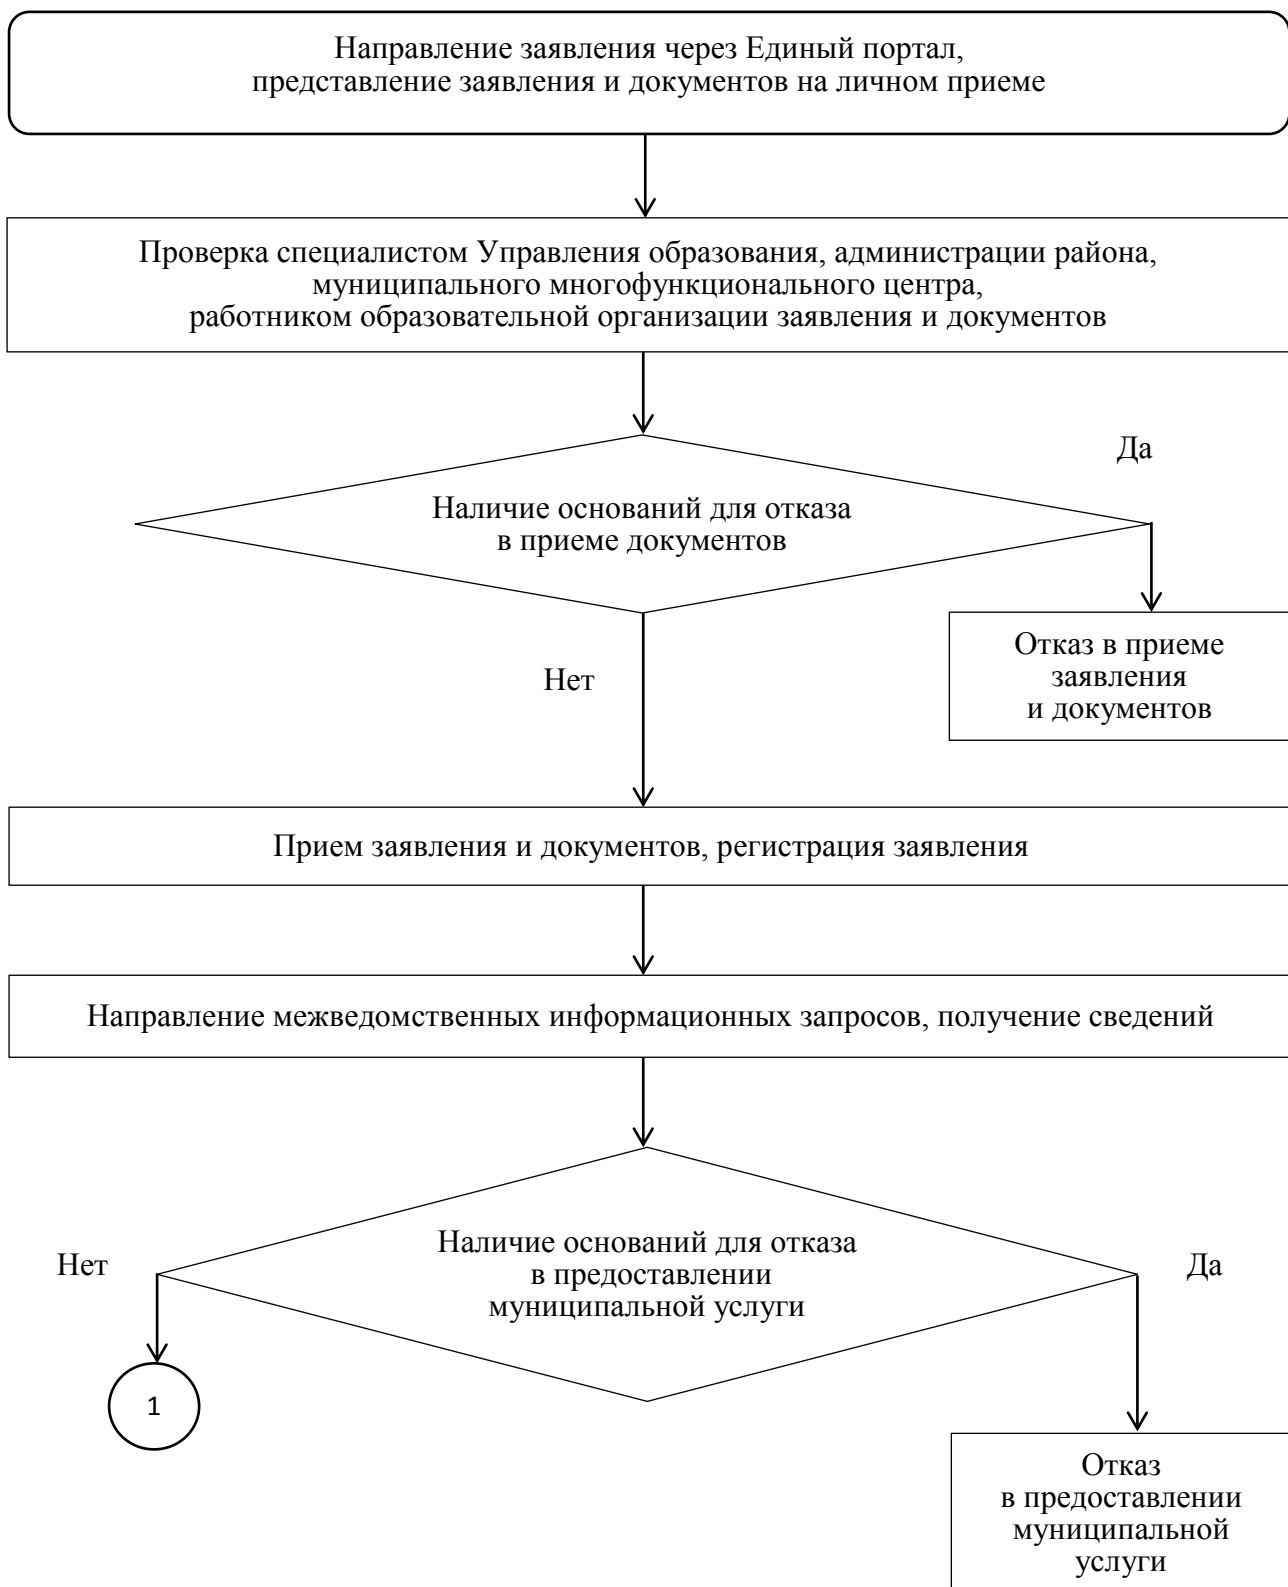 Направление заявления через Единый портал,
представление заявления и документов на личном приеме
Проверка специалистом Управления образования, администрации района,
муниципального многофункционального центра,
работником образовательной организации заявления и документов
Да
Наличие оснований для отказа
в приеме документов
Отказ в приеме
заявления
и документов
Нет
Прием заявления и документов, регистрация заявления
Направление межведомственных информационных запросов, получение сведений
Наличие оснований для отказа
в предоставлении
муниципальной услуги
Нет
Да
1
Отказ
в предоставлении
муниципальной
услуги